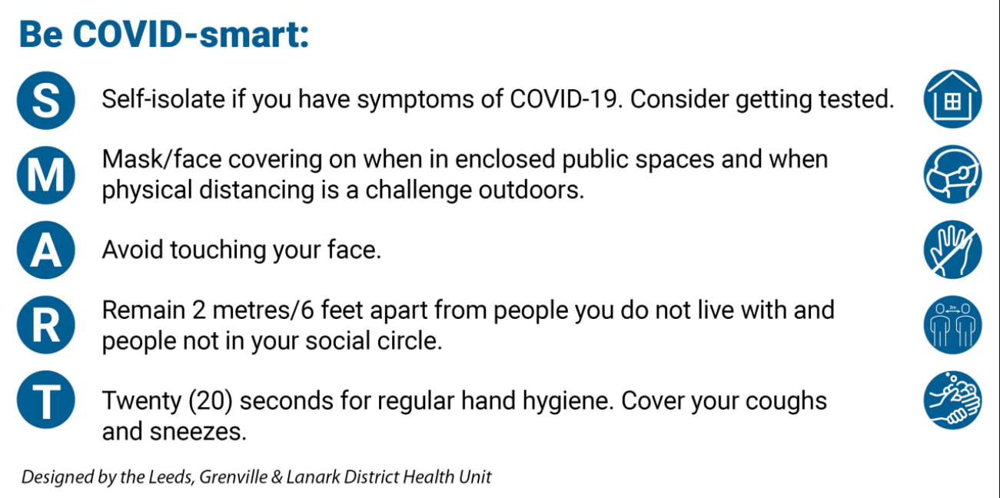 Be COVID-smart:
S Self-isolate if you have symptoms of COVID-19. Consider getting tested.
M Mask/face covering on when in enclosed public spaces and when
physical distancing is a challenge outdoors.
A Avoid touching your face.
R Remain 2 metres/6 feet apart from people you do not live with and
people not in your social circle.
2m
T Twenty (20) seconds for regular hand hygiene. Cover your coughs
and sneezes.
Designed by the Leeds, Grenville & Lanark District Health Unit